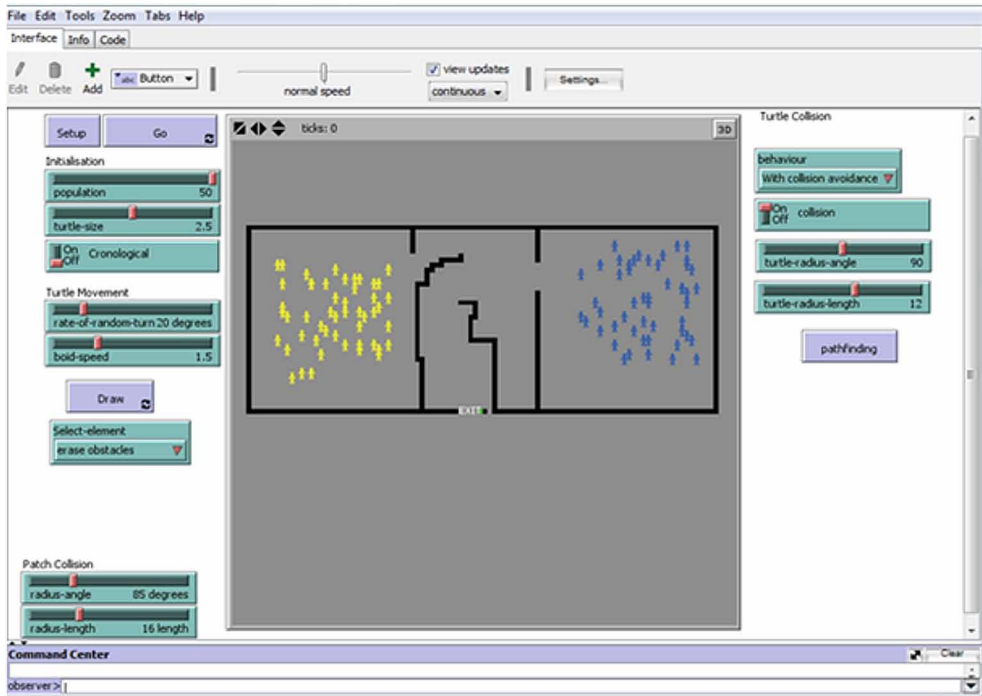 File Edit Tools Zoom Tabs Help
Interface Info Code
Edit Delete Add abc Button normal speed view updates continuous Settings...
Setup Go
ticks: 0
3D
Initialisation
population 50
turtle-size 2.5
On Off Cronological
Turtle Movement
rate-of-random-turn 20 degrees
boid-speed 1.5
Draw
Select-element
erase obstacles
Patch Collision
radius-angle 85 degrees
radius-length 16 length
EXIT
Turtle Collision
behaviour
With collision avoidance
On Off collision
turtle-radius-angle 90
turtle-radius-length 12
pathfinding
Command Center Clear
observer>